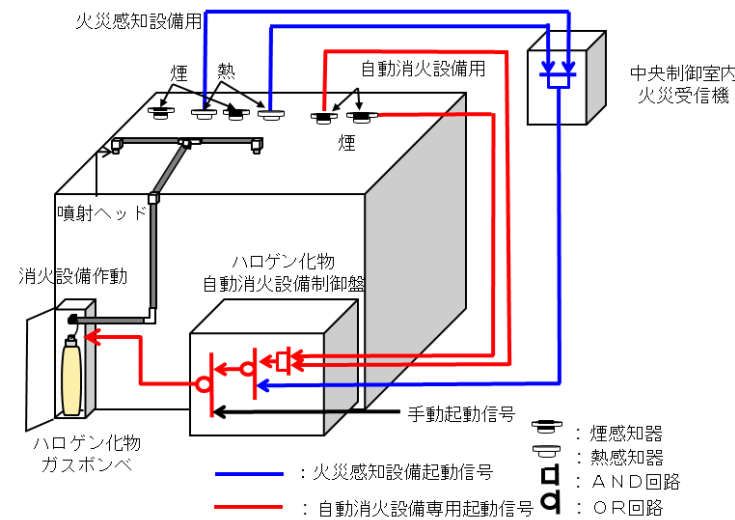 火災感知設備用
煙
熱
自動消火設備用
中央制御室内
火災受信機
煙
噴射ヘッド
消火設備作動
ハロゲン化物
自動消火設備制御盤
手動起動信号
ハロゲン化物
ガスボンベ
：煙感知器
：熱感知器
：ＡＮＤ回路
：ＯＲ回路
：火災感知設備起動信号
：自動消火設備専用起動信号